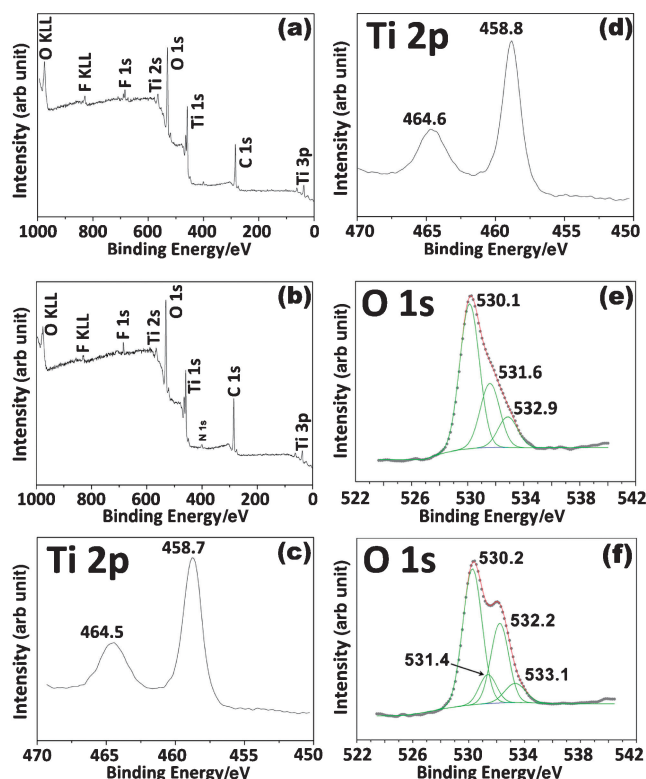 (a)
O KLL
F KLL
F 1s
Ti 2s
O 1s
Ti 1s
C 1s
Ti 3p
Intensity (arb unit)
1000 800 600 400 200 0
Binding Energy/eV
(d)
Ti 2p
458.8
464.6
Intensity (arb unit)
470 465 460 455 450
Binding Energy/eV
(b)
O KLL
F KLL
F 1s
Ti 2s
O 1s
Ti 1s
N 1s
C 1s
Ti 3p
Intensity (arb unit)
1000 800 600 400 200 0
Binding Energy/eV
(e)
O 1s
530.1
531.6
532.9
Intensity (arb unit)
522 526 530 534 538 542
Binding Energy/eV
(c)
Ti 2p
458.7
464.5
Intensity (arb unit)
470 465 460 455 450
Binding Energy/eV
(f)
O 1s
530.2
532.2
531.4
533.1
Intensity (arb unit)
522 526 530 534 538 542
Binding Energy/eV